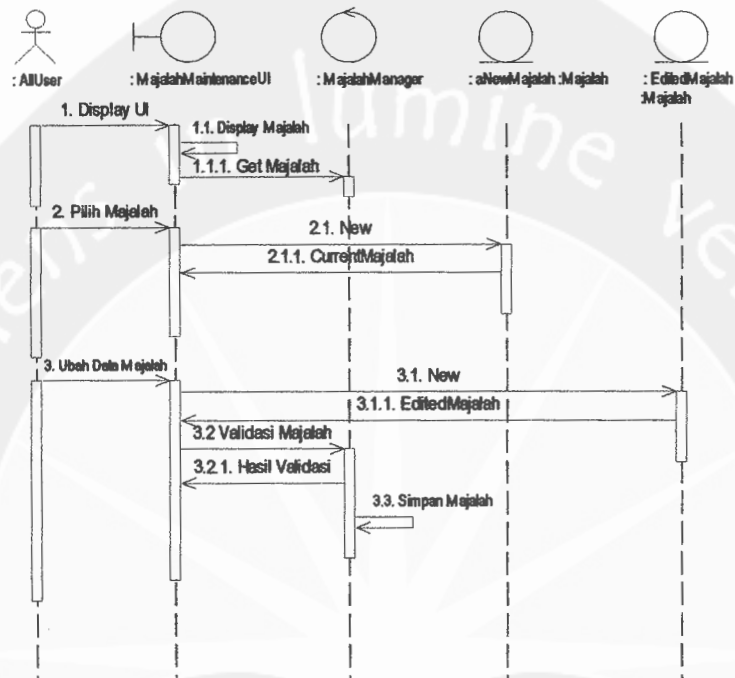 : AllUser
: MajalahMaintenanceUI
: MajalahManager
: aNewMajalah :Majalah
: EditedMajalah
:Majalah
1. Display UI
1.1. Display Majalah
1.1.1. Get Majalah
2. Pilih Majalah
2.1. New
2.1.1. CurrentMajalah
3. Ubah Data Majalah
3.1. New
3.1.1. EditedMajalah
3.2 Validasi Majalah
3.2.1. Hasil Validasi
3.3. Simpan Majalah
lumine